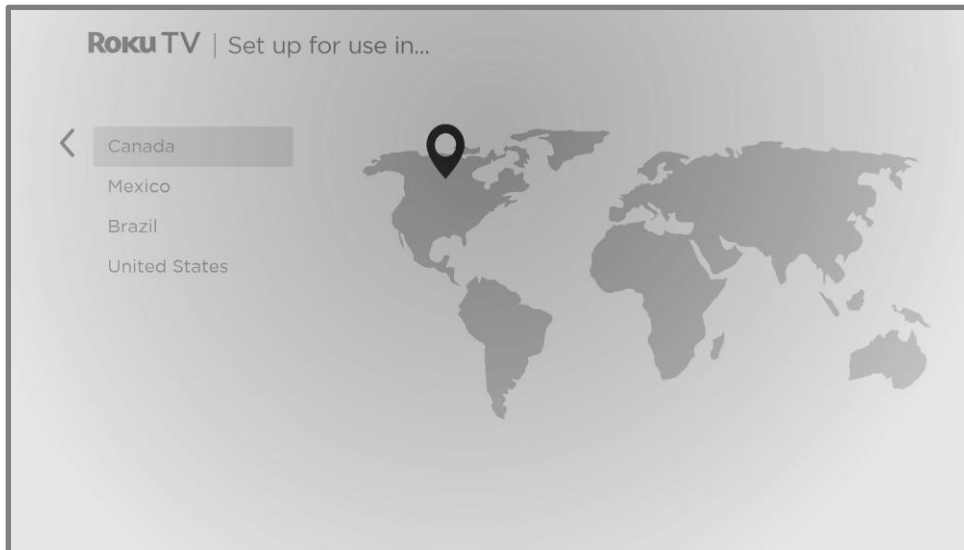 Roku TV | Set up for use in...
Canada
Mexico
Brazil
United States